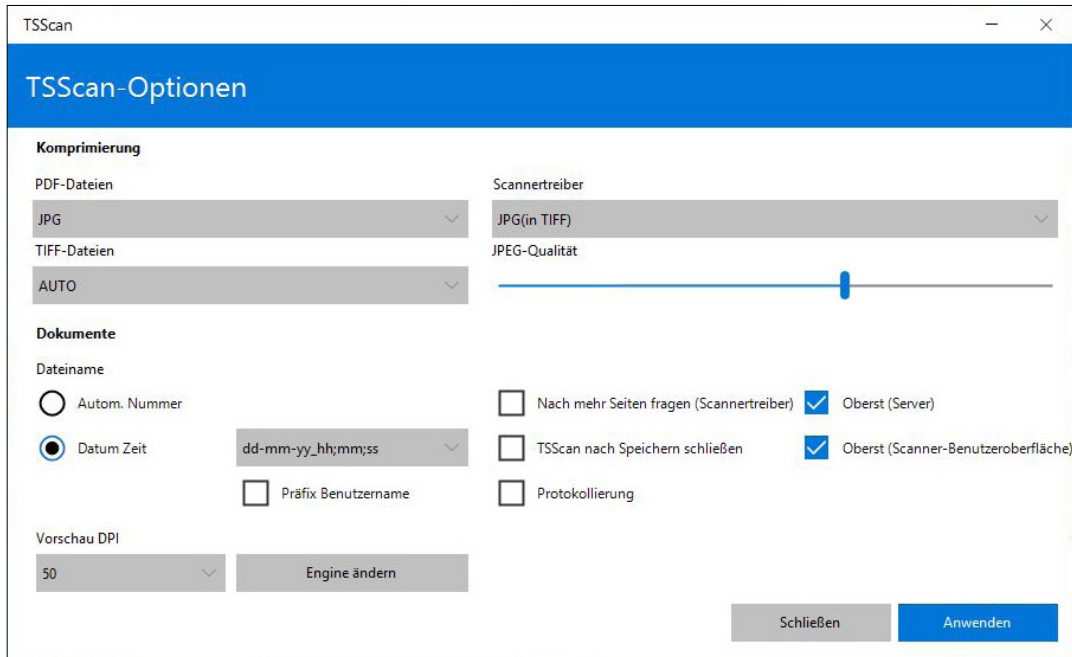 TSScan
TSScan-Optionen
Komprimierung
PDF-Dateien
JPG
Scannertreiber
JPG(in TIFF)
TIFF-Dateien
AUTO
JPEG-Qualität
Dokumente
Dateiname
Autom. Nummer
Nach mehr Seiten fragen (Scannertreiber)
Oberst (Server)
Datum Zeit
dd-mm-yy_hh;mm;ss
TSScan nach Speichern schließen
Oberst (Scanner-Benutzeroberfläche)
Präfix Benutzername
Protokollierung
Vorschau DPI
50
Engine ändern
Schließen
Anwenden